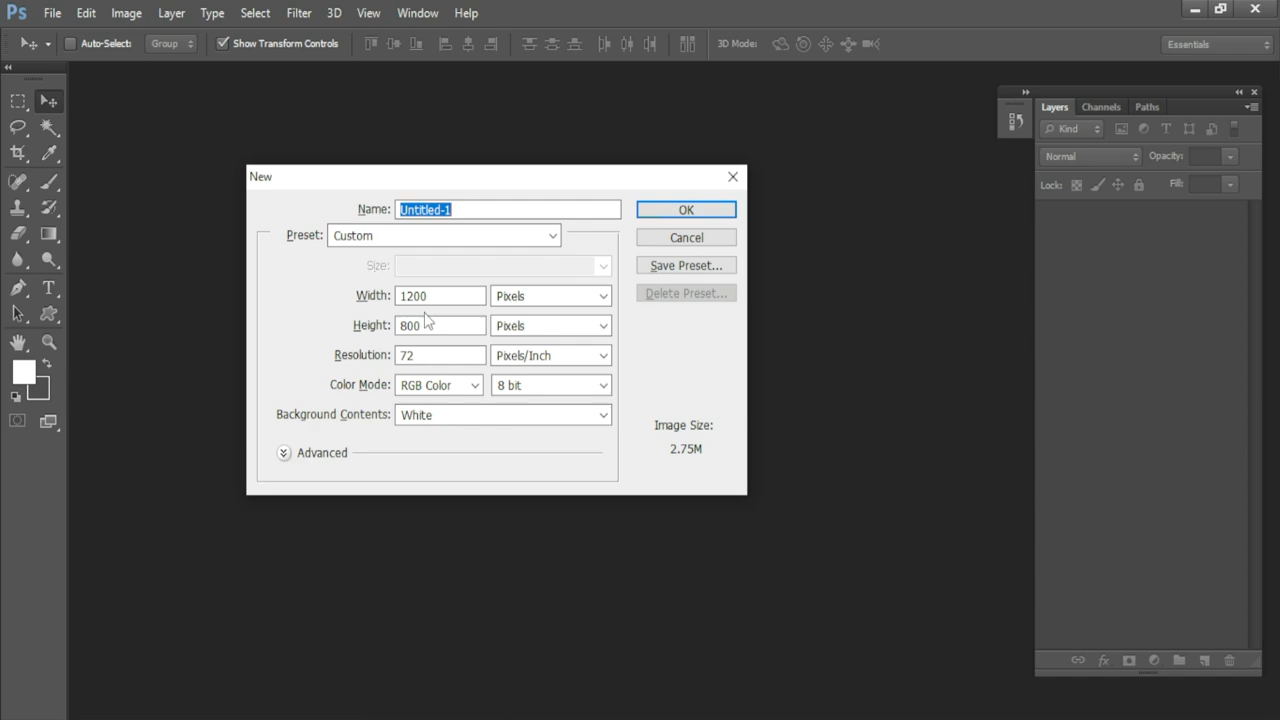 Ps File Edit Image Layer Type Select Filter 3D View Window Help
Auto-Select: Group Show Transform Controls 3D Mode: Essentials
Layers Channels Paths
Kind
Normal Opacity:
Lock: Fill:
New
Name: Untitled-1 OK
Preset: Custom Cancel
Size: Save Preset...
Width: 1200 Pixels Delete Preset...
Height: 800 Pixels
Resolution: 72 Pixels/Inch
Color Mode: RGB Color 8 bit
Background Contents: White
Image Size:
2.75M
Advanced
T
T
fx